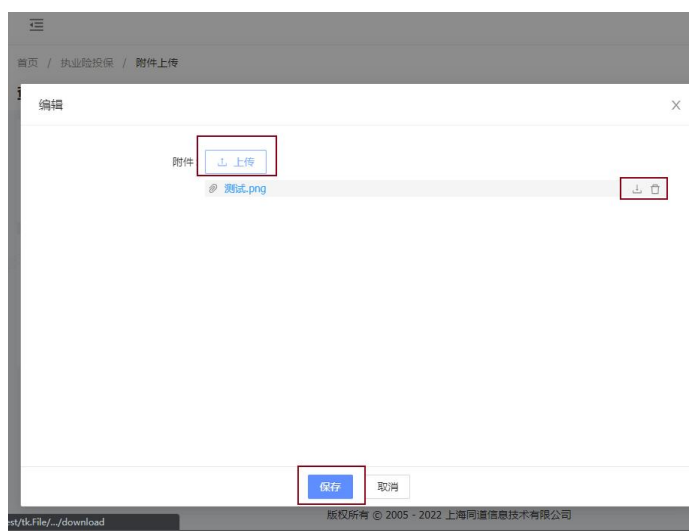 首页 / 执业险投保 / 附件上传
编辑
附件
上传
测试.png
保存
取消
版权所有 © 2005 - 2022 上海同道信息技术有限公司
est/tk.File/.../download